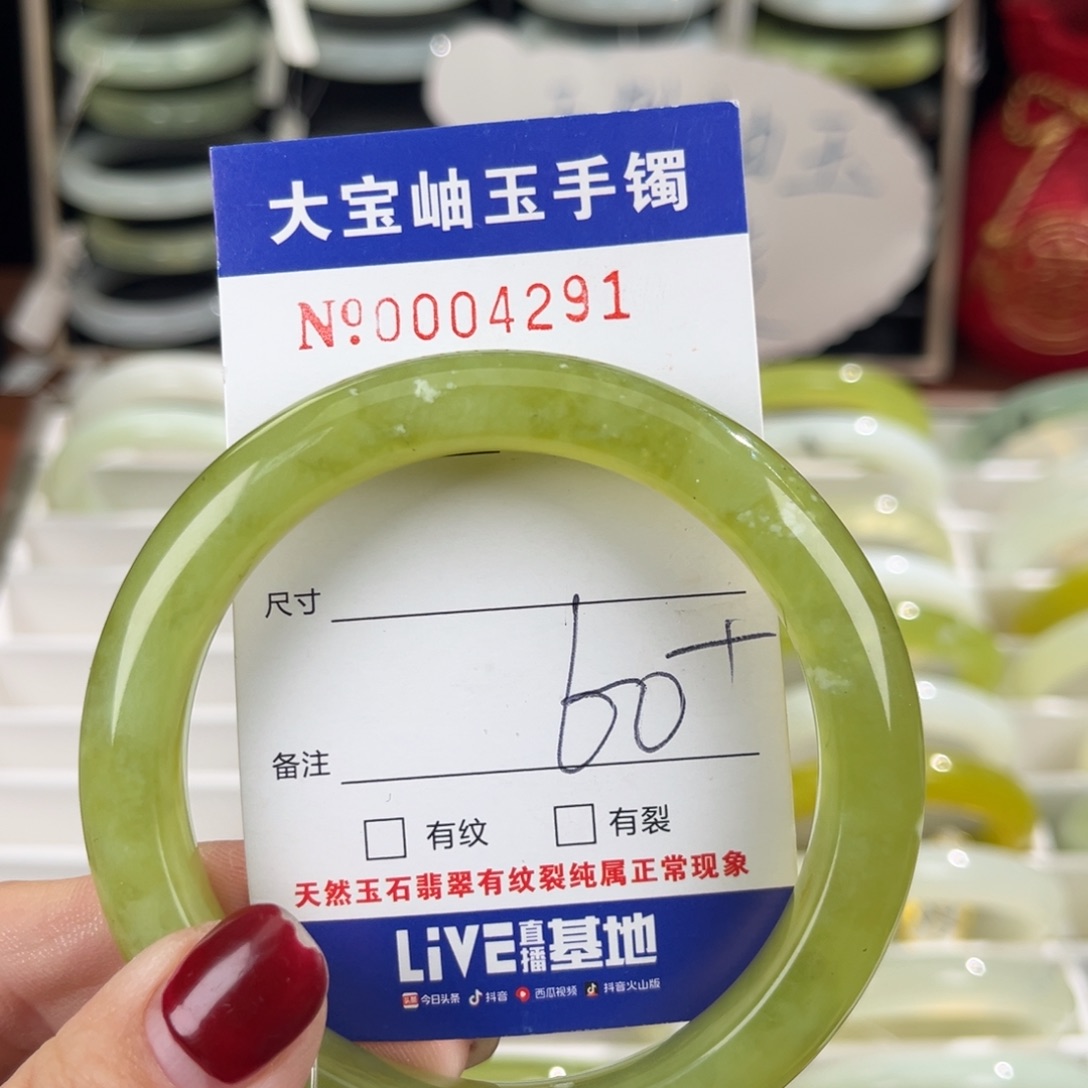 大宝岫玉手镯
Nº0004291
尺寸
60+
备注
有纹 有裂
天然玉石翡翠有纹裂纯属正常现象
LiVE直播基地
头条 今日头条 抖音 西瓜视频 抖音火山版